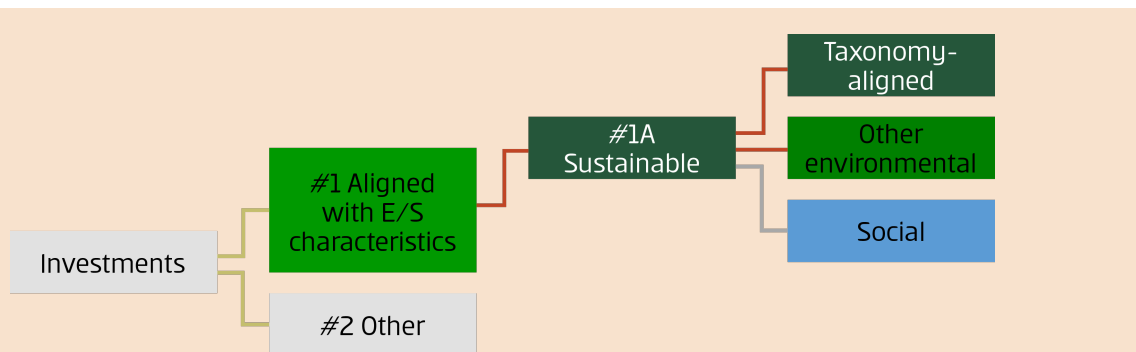 Investments
#1 Aligned
with E/S
characteristics
#2 Other
#1A
Sustainable
Taxonomy-
aligned
Other
environmental
Social